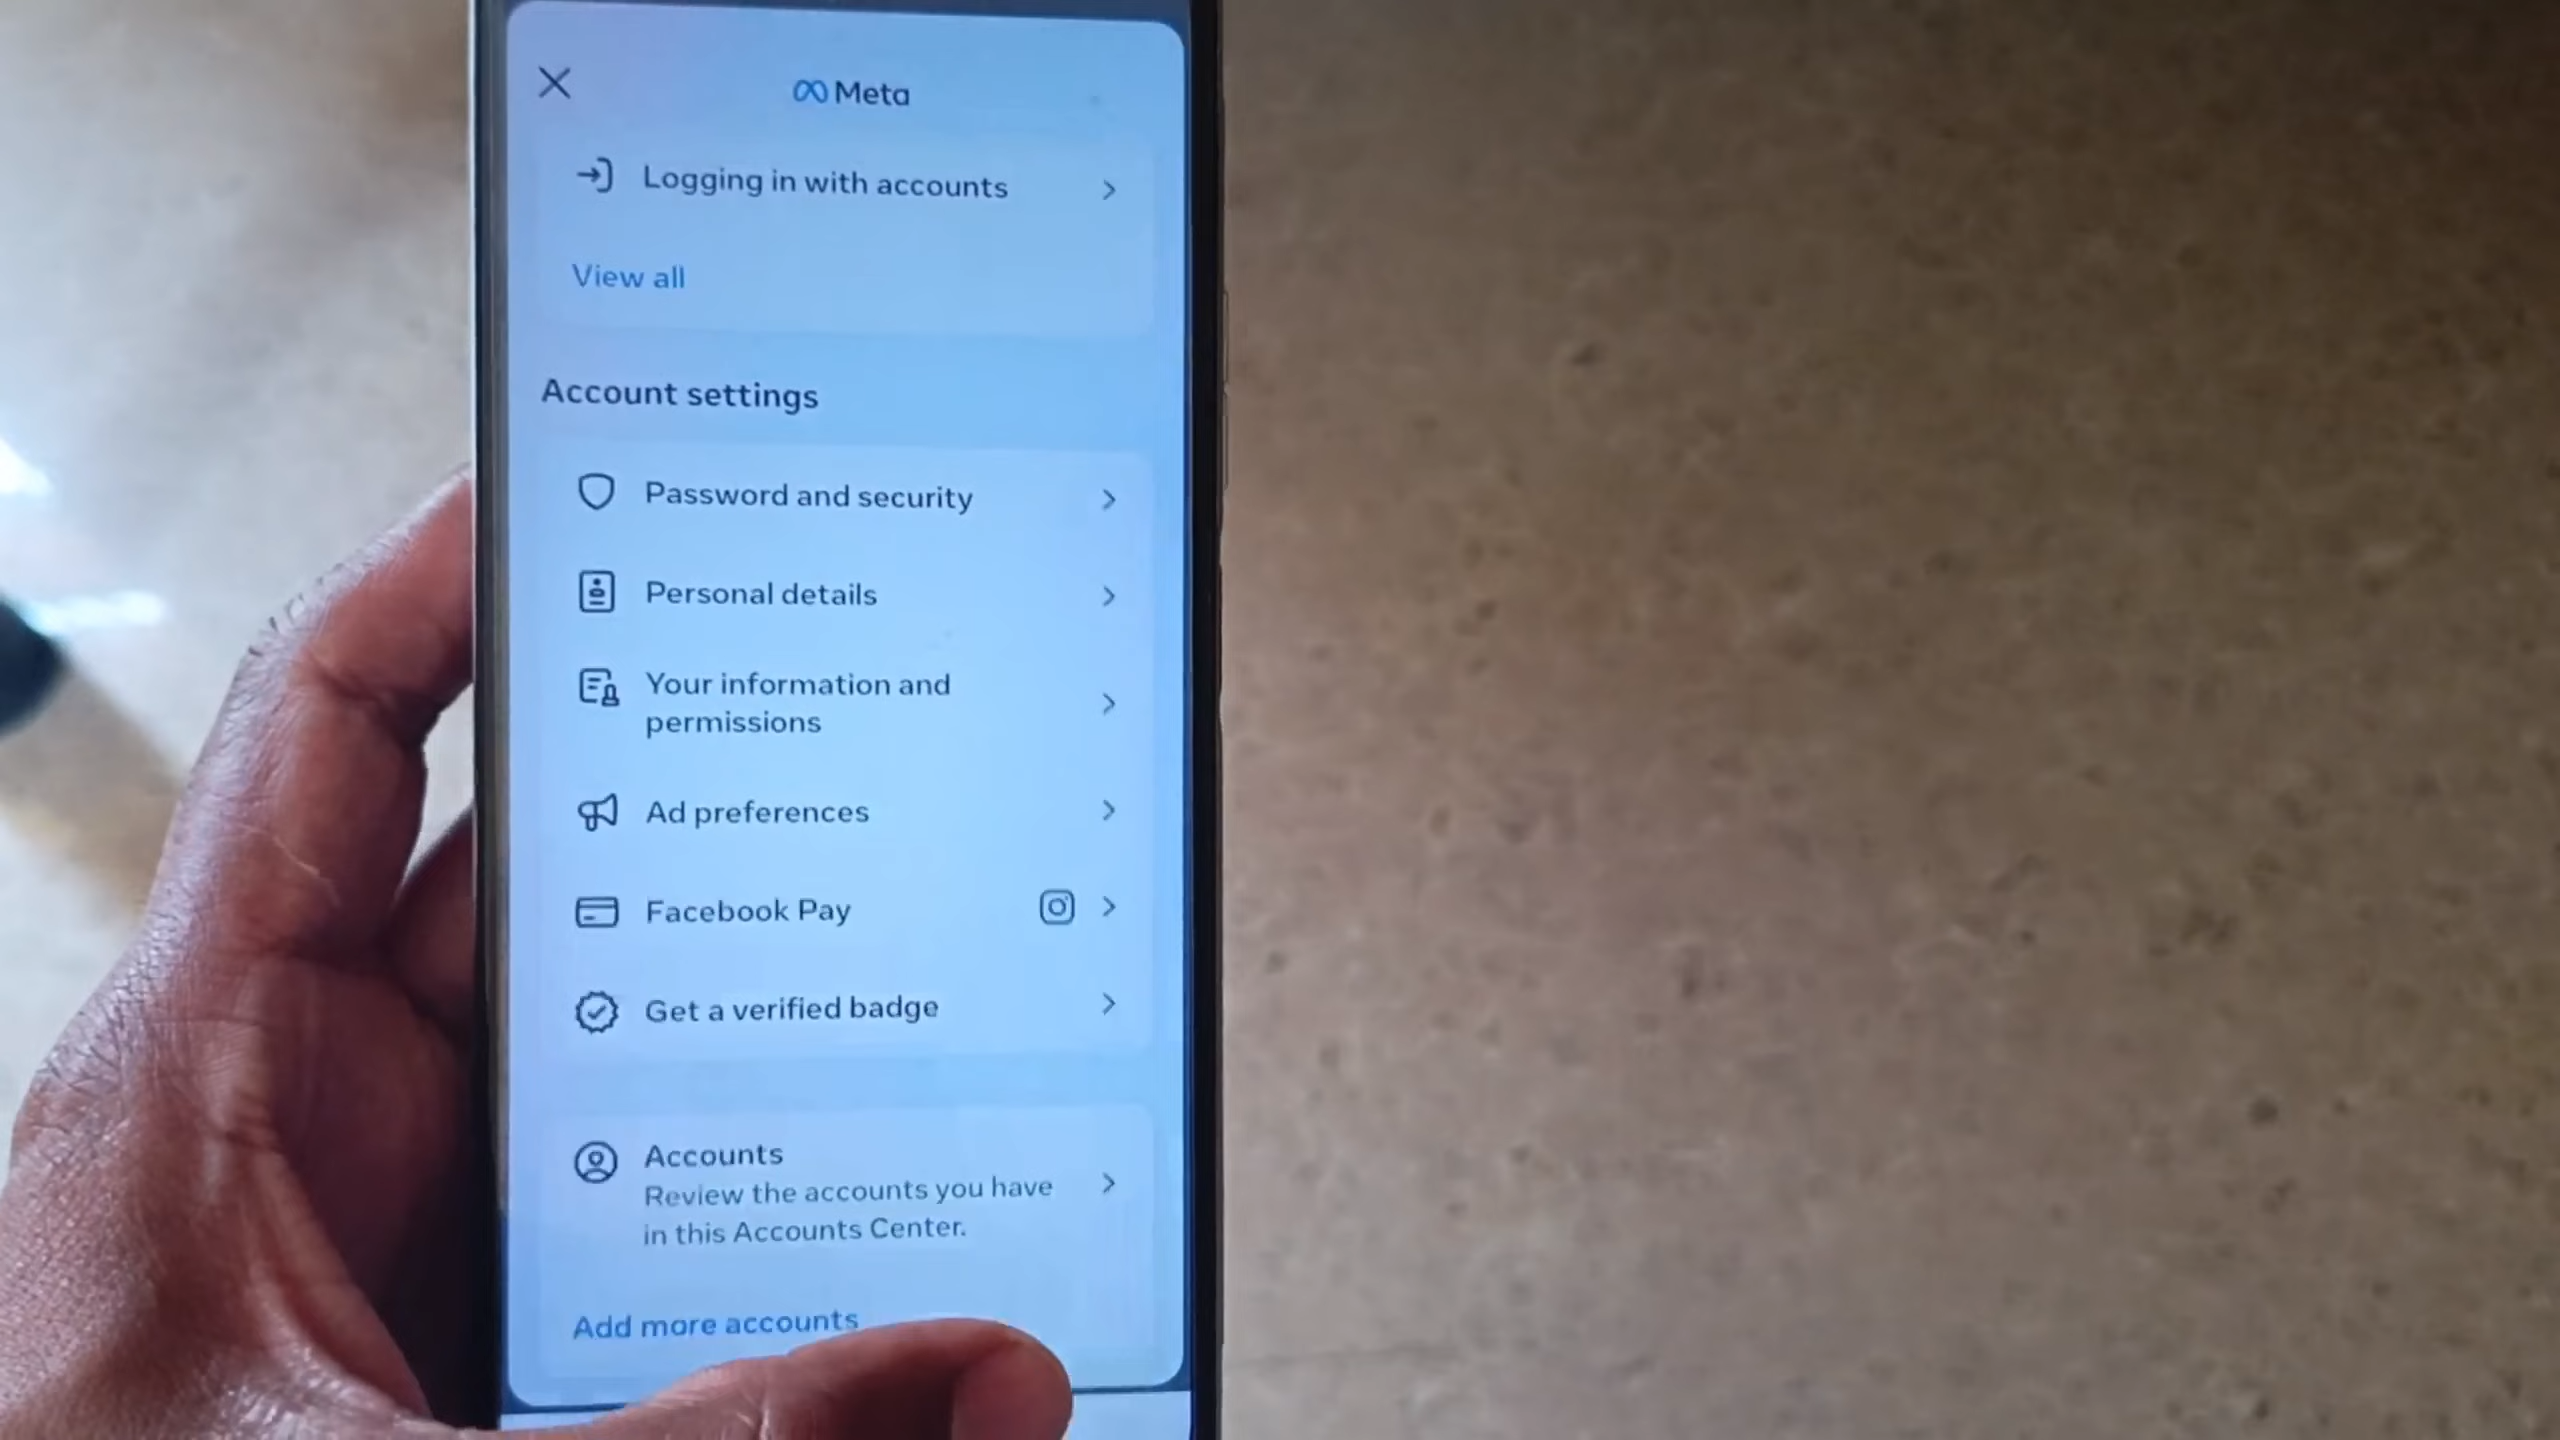 Meta
Logging in with accounts
View all
Account settings
Password and security
Personal details
Your information and
permissions
Ad preferences
Facebook Pay
Get a verified badge
Accounts
Review the accounts you have
in this Accounts Center.
Add more accounts